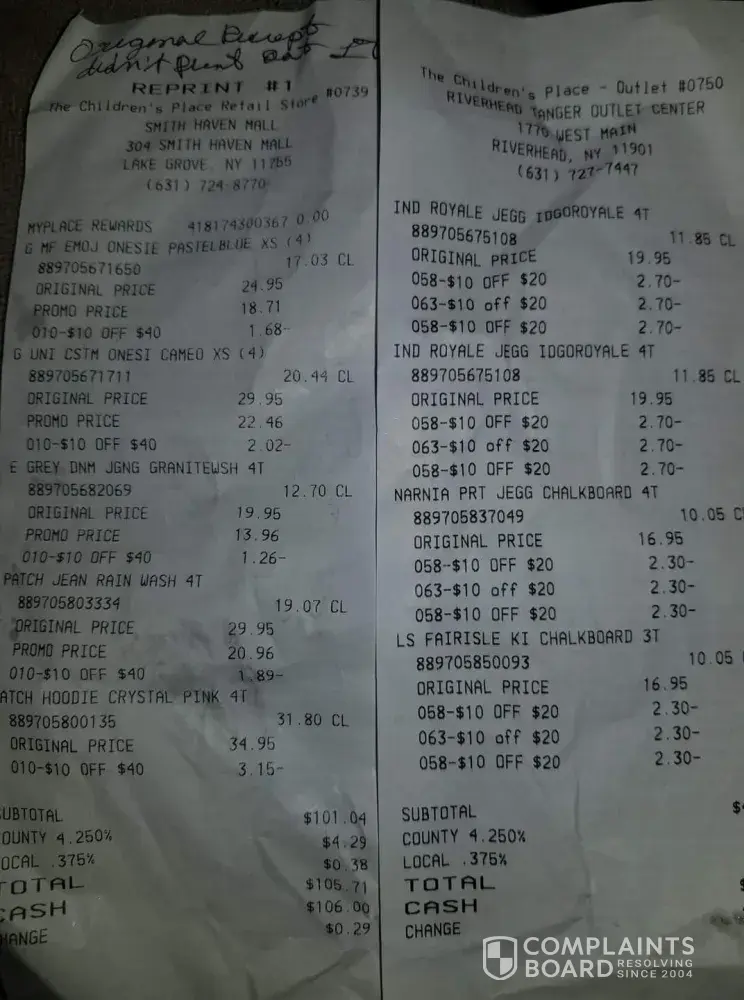 Original Receipt
didn't print out
REPRINT #1
The Children's Place Retail Store #0739
SMITH HAVEN MALL
304 SMITH HAVEN MALL
LAKE GROVE, NY 11755
(631) 724-8770
MYPLACE REWARDS 418174300367 0.00
G MF EMOJ ONESIE PASTELBLUE XS (4)
889705671650 17.03 CL
ORIGINAL PRICE 24.95
PROMO PRICE 18.71
010-$10 OFF $40 1.68-
G UNI CSTM ONESI CAMEO XS (4)
889705671711 20.44 CL
ORIGINAL PRICE 29.95
PROMO PRICE 22.46
010-$10 OFF $40 2.02-
E GREY DNM JGNG GRANITEWSH 4T
889705682069 12.70 CL
ORIGINAL PRICE 19.95
PROMO PRICE 13.96
010-$10 OFF $40 1.26-
PATCH JEAN RAIN WASH 4T
889705803334 19.07 CL
ORIGINAL PRICE 29.95
PROMO PRICE 20.96
010-$10 OFF $40 1.89-
ATCH HOODIE CRYSTAL PINK 4T
889705800135 31.80 CL
ORIGINAL PRICE 34.95
010-$10 OFF $40 3.15-
UBTOTAL $101.04
OUNTY 4.250% $4.29
OCAL .375% $0.38
TOTAL $105.71
CASH $106.00
HANGE $0.29
The Children's Place - Outlet #0750
RIVERHEAD TANGER OUTLET CENTER
1770 WEST MAIN
RIVERHEAD, NY 11901
(631) 727-7447
IND ROYALE JEGG IDGOROYALE 4T
889705675108 11.85 CL
ORIGINAL PRICE 19.95
058-$10 OFF $20 2.70-
063-$10 off $20 2.70-
058-$10 OFF $20 2.70-
IND ROYALE JEGG IDGOROYALE 4T
889705675108 11.85 CL
ORIGINAL PRICE 19.95
058-$10 OFF $20 2.70-
063-$10 off $20 2.70-
058-$10 OFF $20 2.70-
NARNIA PRT JEGG CHALKBOARD 4T
889705837049 10.05 C
ORIGINAL PRICE 16.95
058-$10 OFF $20 2.30-
063-$10 off $20 2.30-
058-$10 OFF $20 2.30-
LS FAIRISLE KI CHALKBOARD 3T
889705850093 10.05
ORIGINAL PRICE 16.95
058-$10 OFF $20 2.30-
063-$10 off $20 2.30-
058-$10 OFF $20 2.30-
SUBTOTAL
COUNTY 4.250%
LOCAL .375%
TOTAL
CASH
CHANGE
COMPLAINTS
BOARD RESOLVING
SINCE 2004